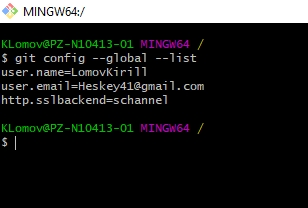 MINGW64:/
KLomov@PZ-N10413-01 MINGW64 /
$ git config --global --list
user.name=LomovKirill
user.email=Heskey41@gmail.com
http.sslbackend=schannel
KLomov@PZ-N10413-01 MINGW64 /
$